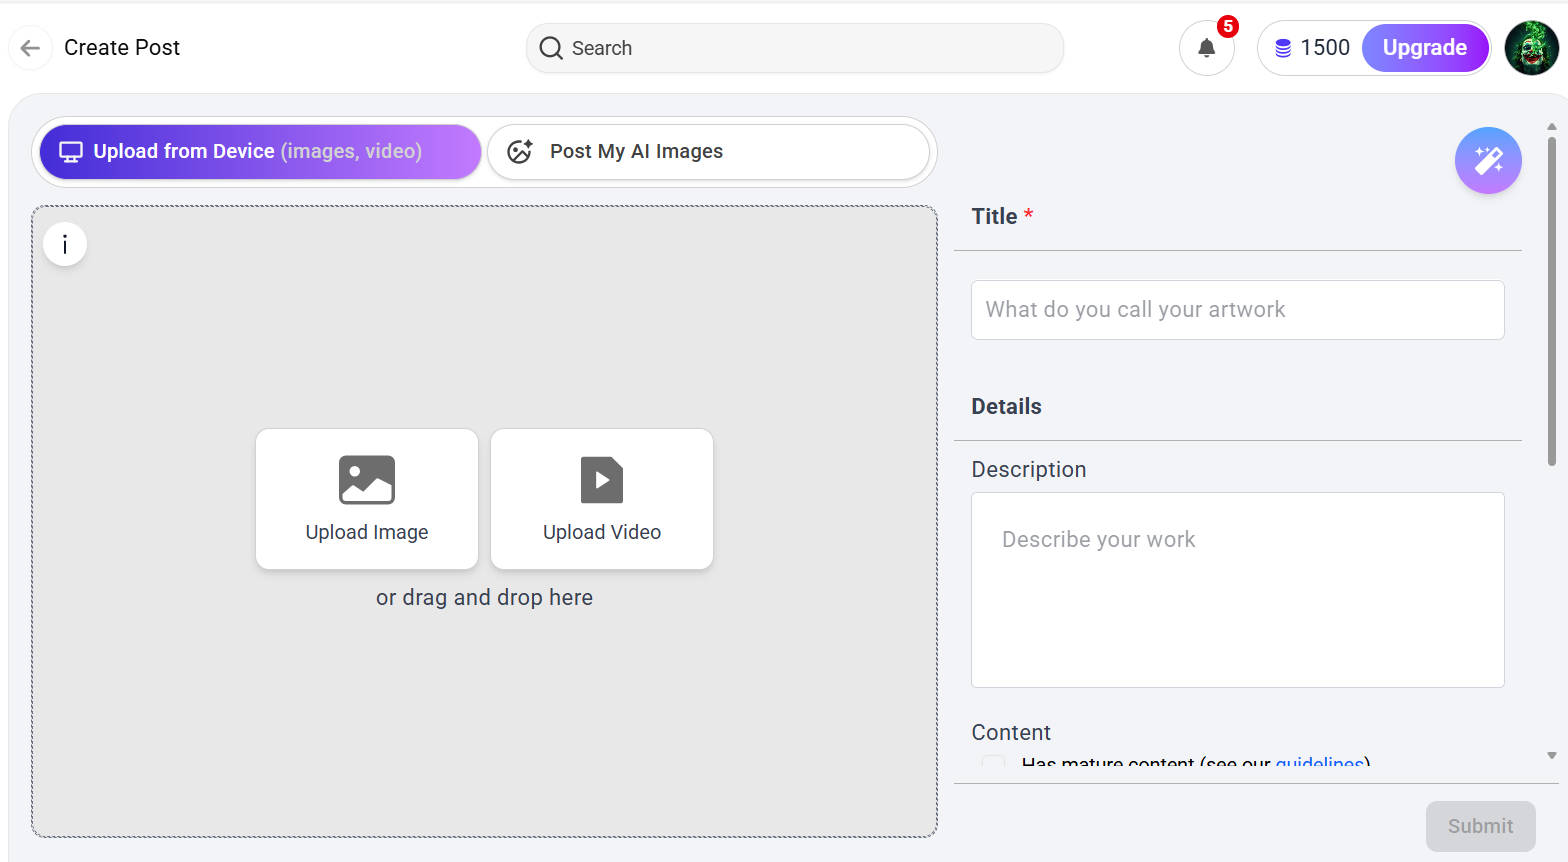 Create Post
Search
5
1500
Upgrade
Upload from Device (images, video)
Post My AI Images
i
Upload Image
Upload Video
or drag and drop here
Title *
What do you call your artwork
Details
Description
Describe your work
Content
Has mature content (see our guidelines)
Submit